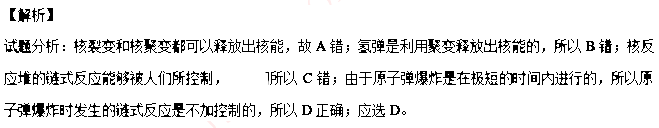 【解析】
试题分析：核裂变和核聚变都可以释放出核能，故 A 错；氢弹是利用聚变释放出核能的，所以 B 错；核反
应堆的链式反应能够被人们所控制， 所以 C 错；由于原子弹爆炸是在极短的时间内进行的，所以原
子弹爆炸时发生的链式反应是不加控制的，所以 D 正确；应选 D。